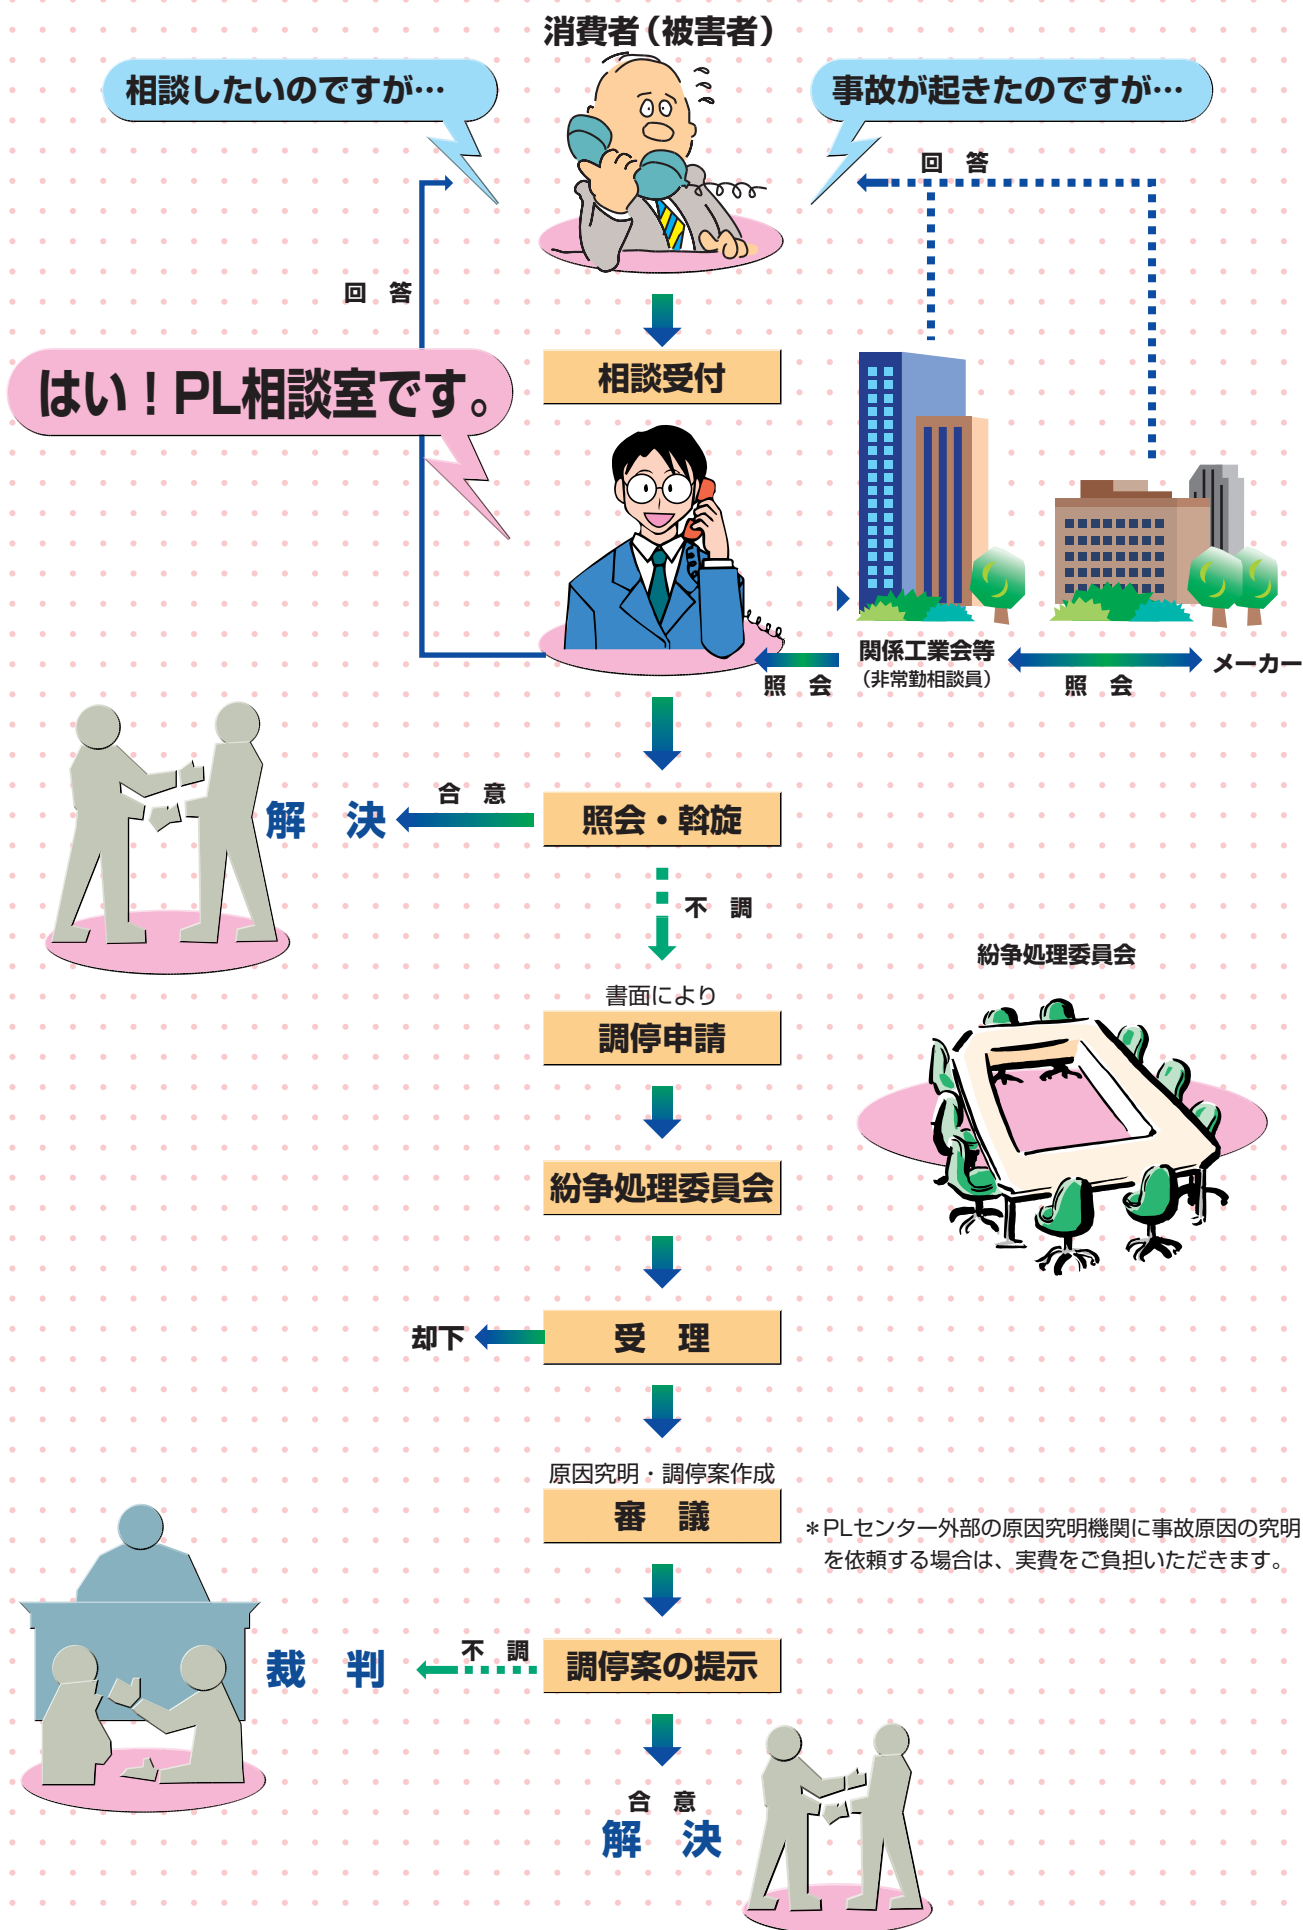 消費者（被害者）
相談したいのですが…
事故が起きたのですが…
回　答
回　答
相談受付
はい！PL相談室です。
関係工業会等
（非常勤相談員）
メーカー
照　会
照　会
合　意
解　決
照会・斡旋
不　調
紛争処理委員会
書面により
調停申請
紛争処理委員会
却下
受　理
原因究明・調停案作成
審　議
＊PLセンター外部の原因究明機関に事故原因の究明
を依頼する場合は、実費をご負担いただきます。
裁　判
不　調
調停案の提示
合　意
解　決